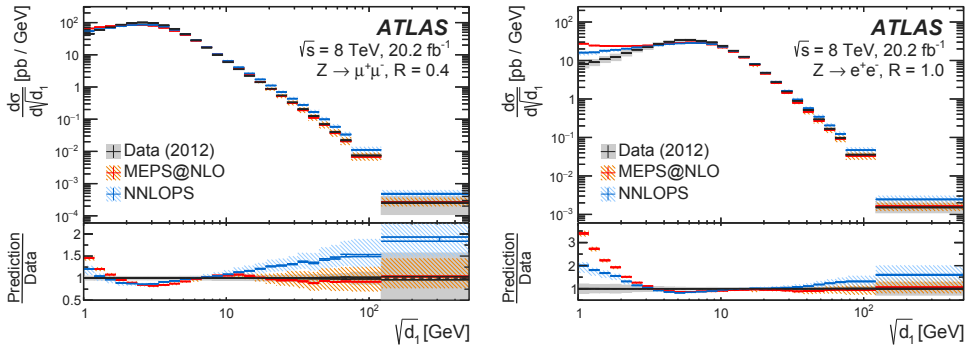 ATLAS
√s = 8 TeV, 20.2 fb⁻¹
Z → μ⁺μ⁻, R = 0.4
dσ/d√d₁ [pb / GeV]
10²
10
1
10⁻¹
10⁻²
10⁻³
10⁻⁴
Data (2012)
MEPS@NLO
NNLOPS
Prediction/Data
2
1.5
1
0.5
1 10 10²
√d₁ [GeV]
ATLAS
√s = 8 TeV, 20.2 fb⁻¹
Z → e⁺e⁻, R = 1.0
dσ/d√d₁ [pb / GeV]
10²
10
1
10⁻¹
10⁻²
10⁻³
Data (2012)
MEPS@NLO
NNLOPS
Prediction/Data
3
2
1
1 10 10²
√d₁ [GeV]